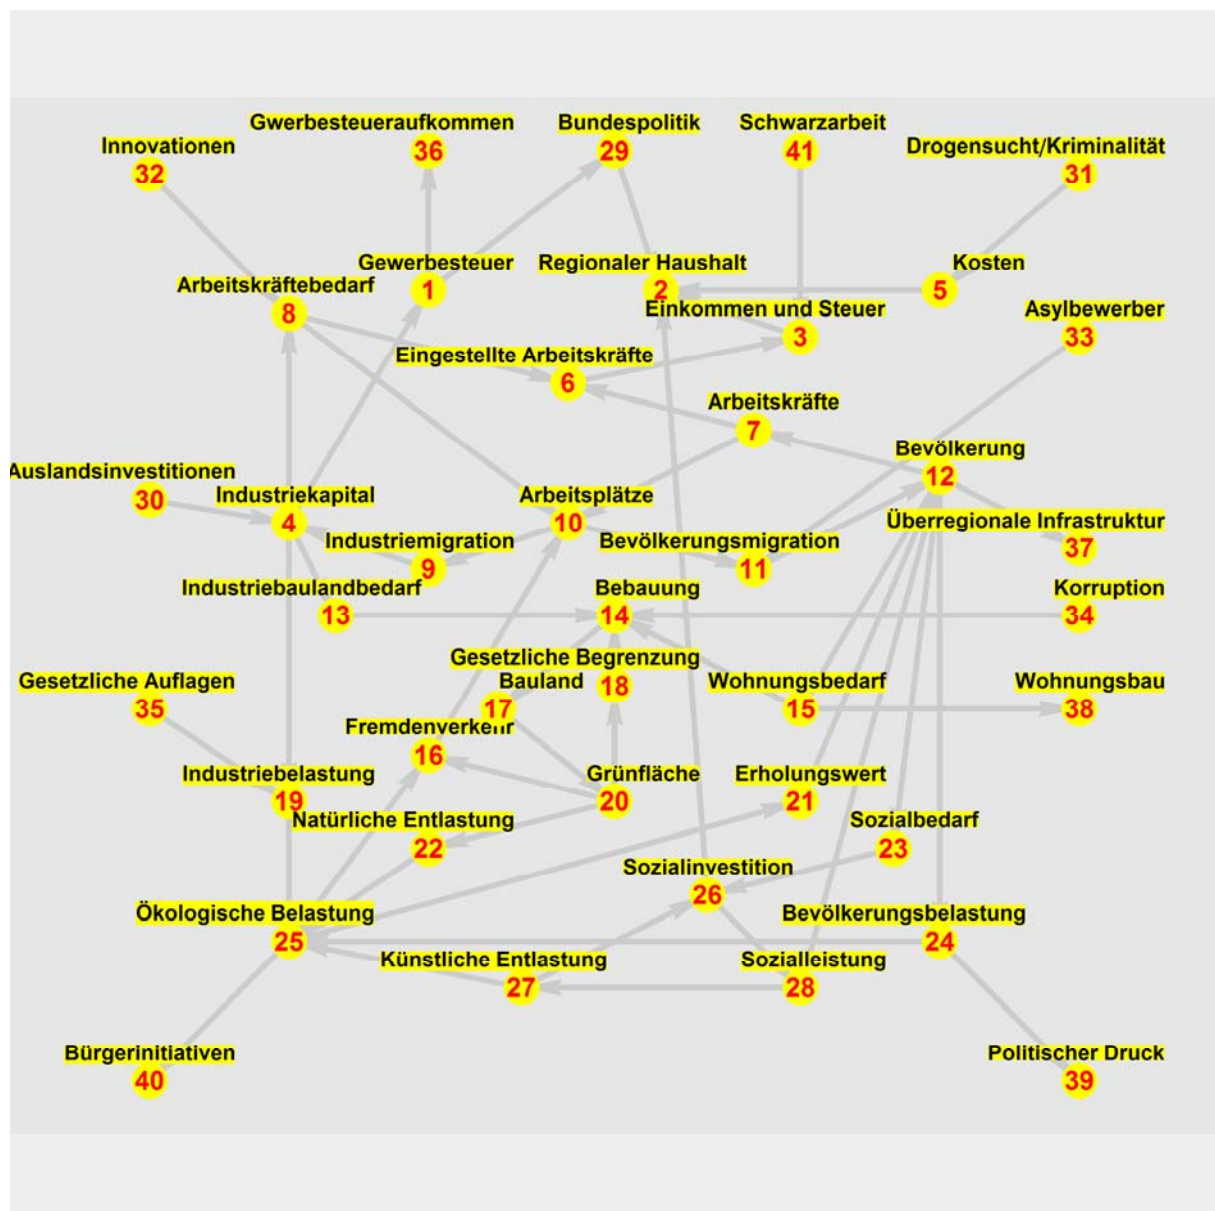 Gwerbesteueraufkommen
36
Bundespolitik
29
Schwarzarbeit
41
Innovationen
32
Drogensucht/Kriminalität
31
Gewerbesteuer
1
Regionaler Haushalt
2
Kosten
5
Arbeitskräftebedarf
8
Einkommen und Steuer
3
Asylbewerber
33
Eingestellte Arbeitskräfte
6
Arbeitskräfte
7
Bevölkerung
12
Auslandsinvestitionen
30
Industriekapital
4
Arbeitsplätze
10
Überregionale Infrastruktur
37
Industriemigration
9
Bevölkerungsmigration
11
Industriebaulandbedarf
13
Bebauung
14
Korruption
34
Gesetzliche Begrenzung
18
Gesetzliche Auflagen
35
Bauland
17
Wohnungsbedarf
15
Wohnungsbau
38
Fremdenverkehr
16
Industriebelastung
19
Grünfläche
20
Erholungswert
21
Natürliche Entlastung
22
Sozialbedarf
23
Sozialinvestition
26
Ökologische Belastung
25
Bevölkerungsbelastung
24
Künstliche Entlastung
27
Sozialleistung
28
Bürgerinitiativen
40
Politischer Druck
39